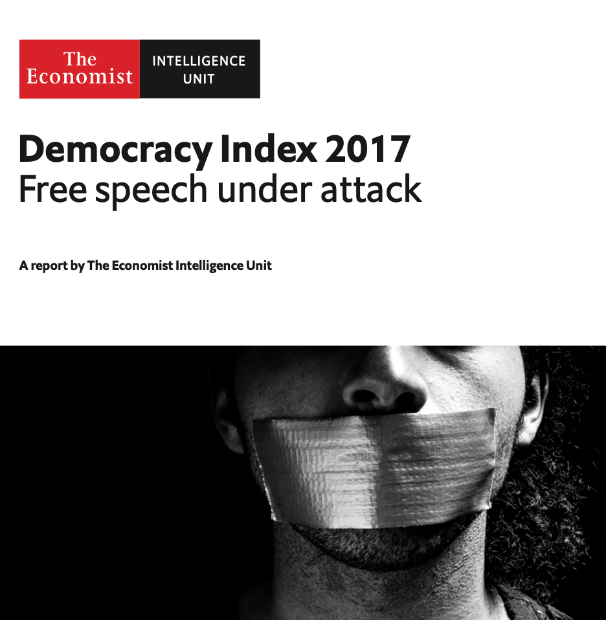 The
Economist
INTELLIGENCE
UNIT
Democracy Index 2017
Free speech under attack
A report by The Economist Intelligence Unit